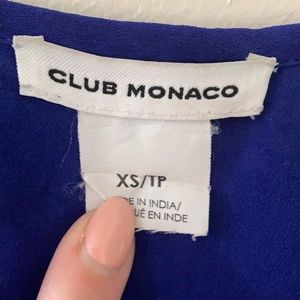 CLUB MONACO
XS/TP
IN INDIA/
EN INDE